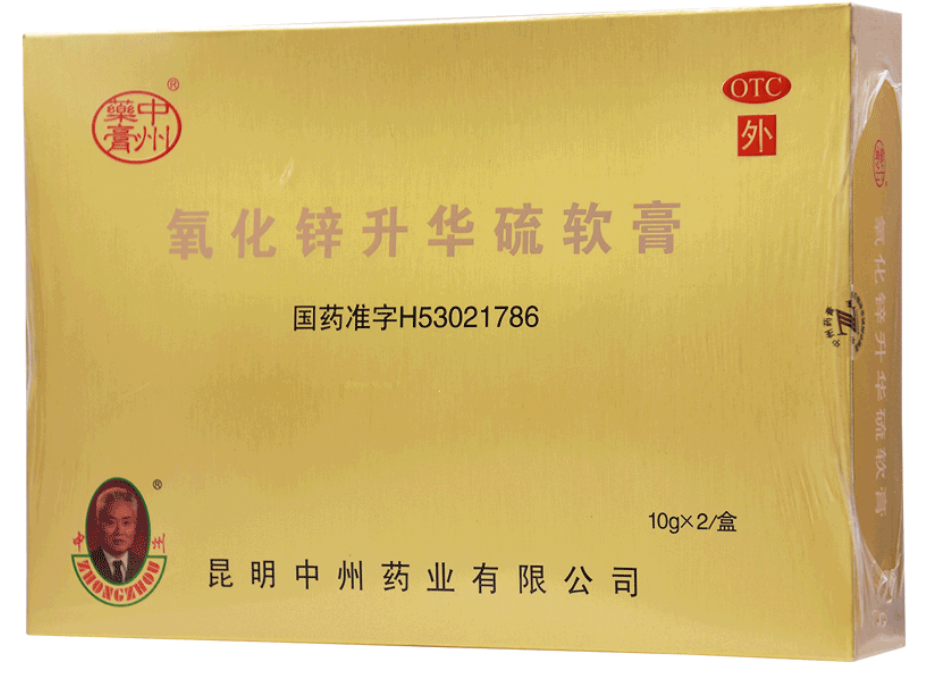 中州
藥膏
®
OTC
外
氧化锌升华硫软膏
国药准字H53021786
10g×2/盒
®
ZHONGZHOU
昆明中州药业有限公司
氧化锌升华硫软膏